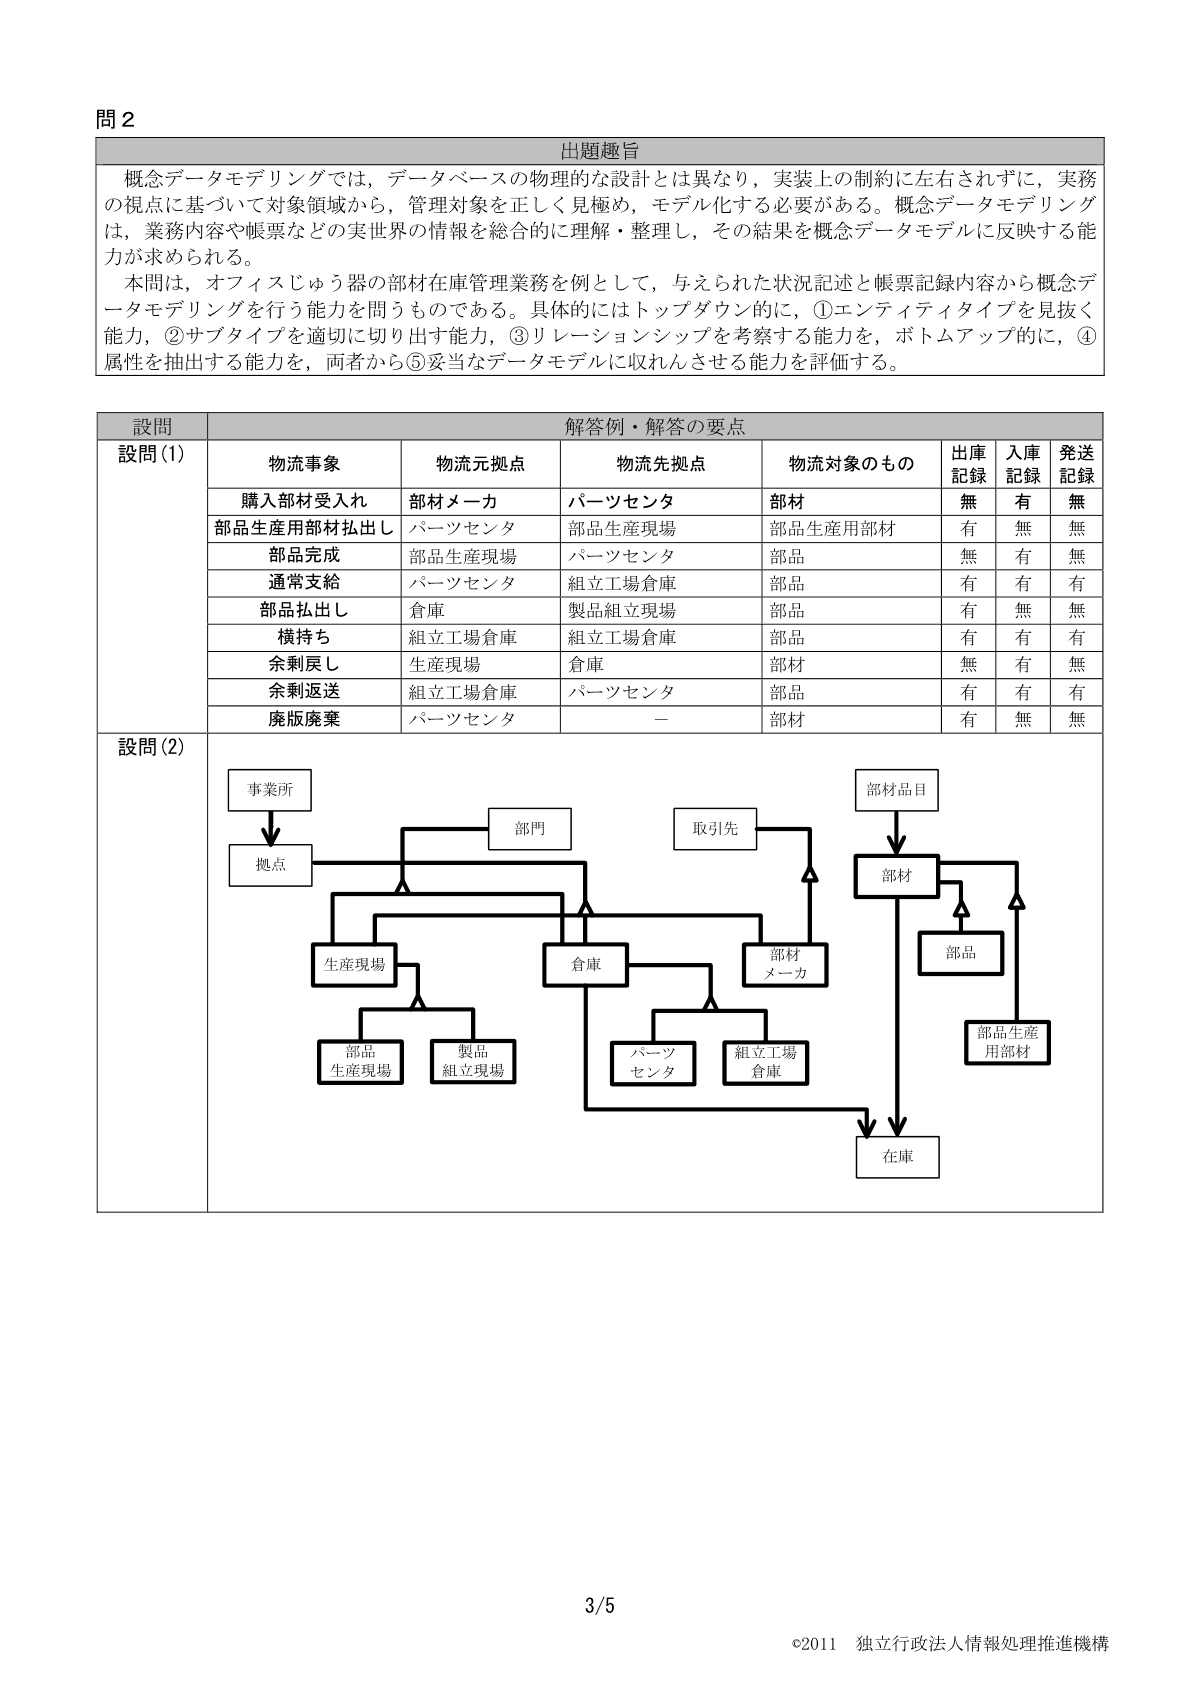 問２
出題趣旨
概念データモデリングでは，データベースの物理的な設計とは異なり，実装上の制約に左右されずに，実務
の視点に基づいて対象領域から，管理対象を正しく見極め，モデル化する必要がある。概念データモデリング
は，業務内容や帳票などの実世界の情報を総合的に理解・整理し，その結果を概念データモデルに反映する能
力が求められる。
本問は，オフィスじゅう器の部材在庫管理業務を例として，与えられた状況記述と帳票記録内容から概念デ
ータモデリングを行う能力を問うものである。具体的にはトップダウン的に，①エンティティタイプを見抜く
能力，②サブタイプを適切に切り出す能力，③リレーションシップを考察する能力を，ボトムアップ的に，④
属性を抽出する能力を，両者から⑤妥当なデータモデルに収れんさせる能力を評価する。
設問 解答例・解答の要点
設問(1) 物流事象 物流元拠点 物流先拠点 物流対象のもの 出庫記録 入庫記録 発送記録
購入部材受入れ 部材メーカ パーツセンタ 部材 無 有 無
部品生産用部材払出し パーツセンタ 部品生産現場 部品生産用部材 有 無 無
部品完成 部品生産現場 パーツセンタ 部品 無 有 無
通常支給 パーツセンタ 組立工場倉庫 部品 有 有 有
部品払出し 倉庫 製品組立現場 部品 有 無 無
横持ち 組立工場倉庫 組立工場倉庫 部品 有 有 有
余剰戻し 生産現場 倉庫 部材 無 有 無
余剰返送 組立工場倉庫 パーツセンタ 部品 有 有 有
廃版廃棄 パーツセンタ － 部材 有 無 無
設問(2)
事業所
部材品目
部門
取引先
拠点
部材
生産現場
倉庫
部材
メーカ
部品
部品生産
用部材
部品
生産現場
製品
組立現場
パーツ
センタ
組立工場
倉庫
在庫
3/5
©2011 独立行政法人情報処理推進機構